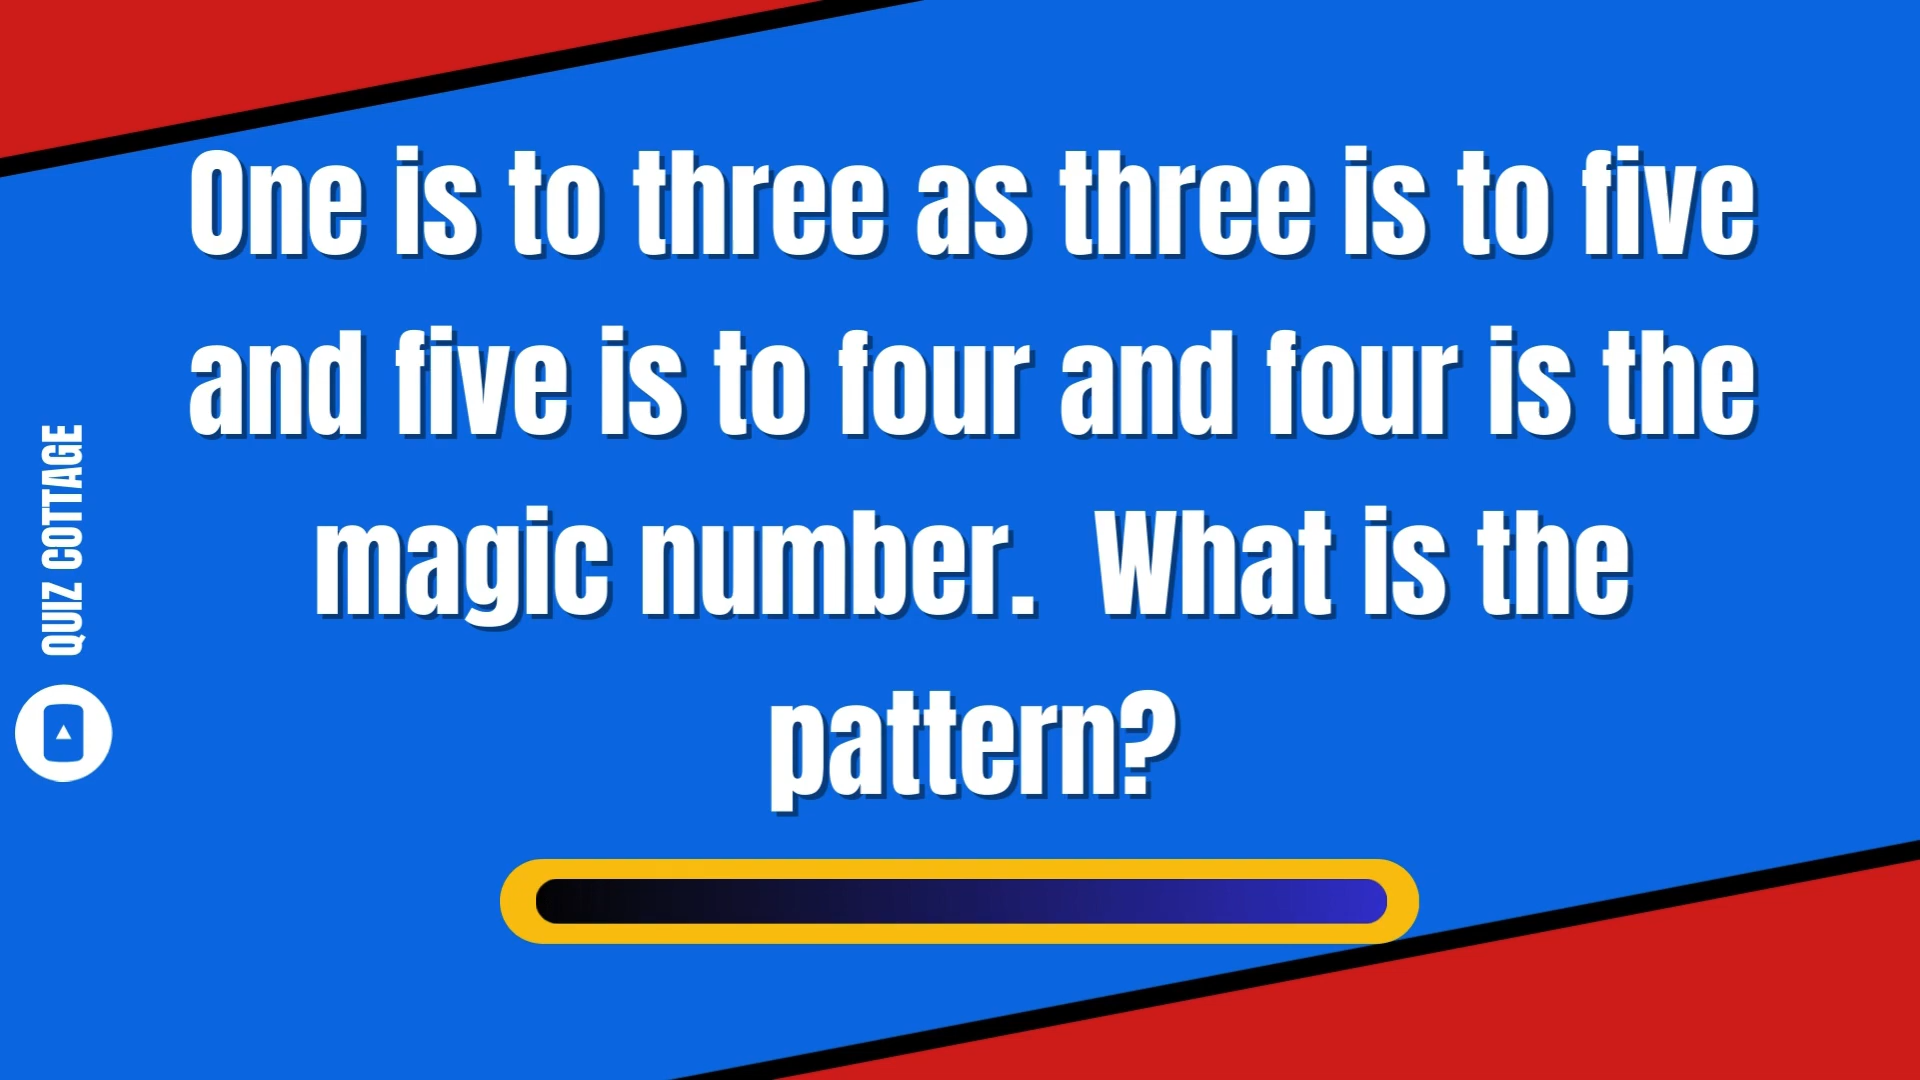 One is to three as three is to five
and five is to four and four is the
magic number. What is the
pattern?
QUIZ COTTAGE